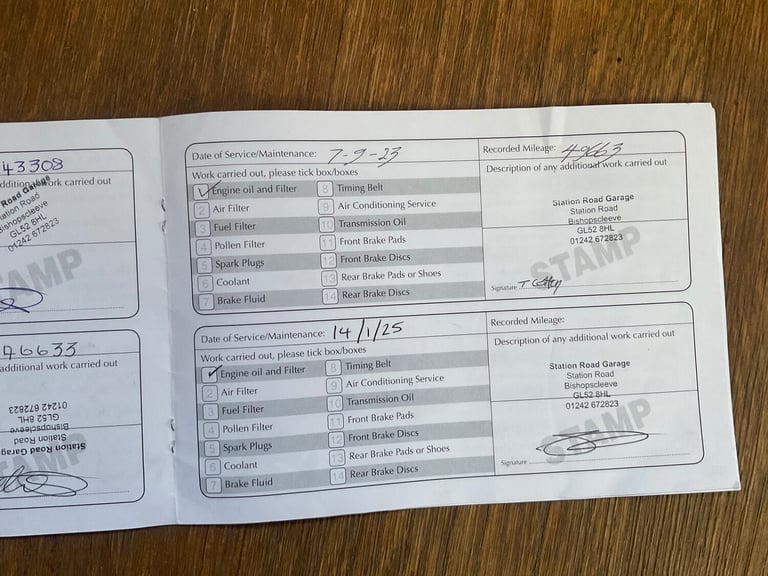 43308
additional work carried out
Road Garage
Station Road
Bishopscleeve
GL52 8HL
01242 672823
STAMP
46633
additional work carried out
Station Road Garag
Station Road
Bishopscleeve
GL52 8HL
01242 672823
STAMP
Date of Service/Maintenance: 7-9-23
Recorded Mileage: 49663
Work carried out, please tick box/boxes
Description of any additional work carried out
✓ Engine oil and Filter
8 Timing Belt
2 Air Filter
9 Air Conditioning Service
3 Fuel Filter
10 Transmission Oil
4 Pollen Filter
11 Front Brake Pads
5 Spark Plugs
12 Front Brake Discs
6 Coolant
13 Rear Brake Pads or Shoes
7 Brake Fluid
14 Rear Brake Discs
Station Road Garage
Station Road
Bishopscleeve
GL52 8HL
01242 672823
STAMP
Signature
Date of Service/Maintenance: 14/1/25
Recorded Mileage:
Work carried out, please tick box/boxes
Description of any additional work carried out
✓ Engine oil and Filter
8 Timing Belt
2 Air Filter
9 Air Conditioning Service
3 Fuel Filter
10 Transmission Oil
4 Pollen Filter
11 Front Brake Pads
5 Spark Plugs
12 Front Brake Discs
6 Coolant
13 Rear Brake Pads or Shoes
7 Brake Fluid
14 Rear Brake Discs
Station Road Garage
Station Road
Bishopscleeve
GL52 8HL
01242 672823
STAMP
Signature